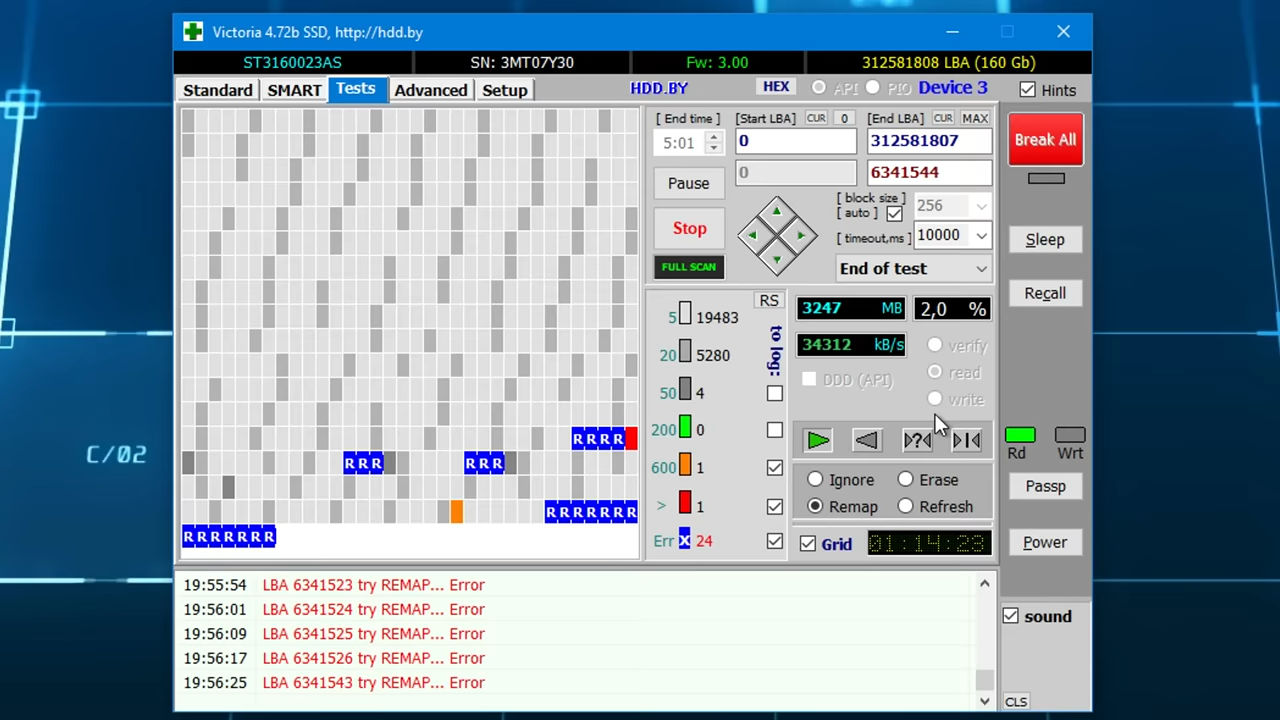 Victoria 4.72b SSD, http://hdd.by
ST3160023AS SN: 3MT07Y30 Fw: 3.00 312581808 LBA (160 Gb)
Standard SMART Tests Advanced Setup HDD.BY HEX API PIO Device 3 Hints
[ End time ] [Start LBA] CUR 0 [End LBA] CUR MAX
5:01 0 312581807
0 6341544
Break All
Pause
[ block size ]
[ auto ] 256
Stop
[ timeout,ms ] 10000
Sleep
FULL SCAN
End of test
Recall
RS
to log:
5 19483
20 5280
50 4
200 0
600 1
> 1
Err x 24
3247 MB 2,0 %
34312 kB/s
verify
DDD (API) read
write
Rd Wrt
Ignore Erase
Remap Refresh
Passp
Grid 01:14:23
Power
R R R R
R R R R R R
R R R R R R R
R R R R R R R
19:55:54 LBA 6341523 try REMAP... Error
19:56:01 LBA 6341524 try REMAP... Error
19:56:09 LBA 6341525 try REMAP... Error
19:56:17 LBA 6341526 try REMAP... Error
19:56:25 LBA 6341543 try REMAP... Error
sound
CLS
C/02